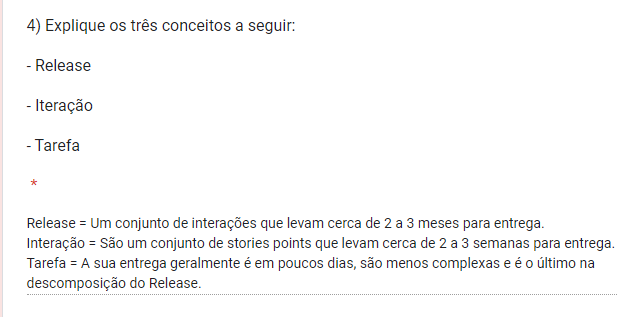 4) Explique os três conceitos a seguir:
- Release
- Iteração
- Tarefa
*
Release = Um conjunto de interações que levam cerca de 2 a 3 meses para entrega.
Interação = São um conjunto de stories points que levam cerca de 2 a 3 semanas para entrega.
Tarefa = A sua entrega geralmente é em poucos dias, são menos complexas e é o último na
descomposição do Release.